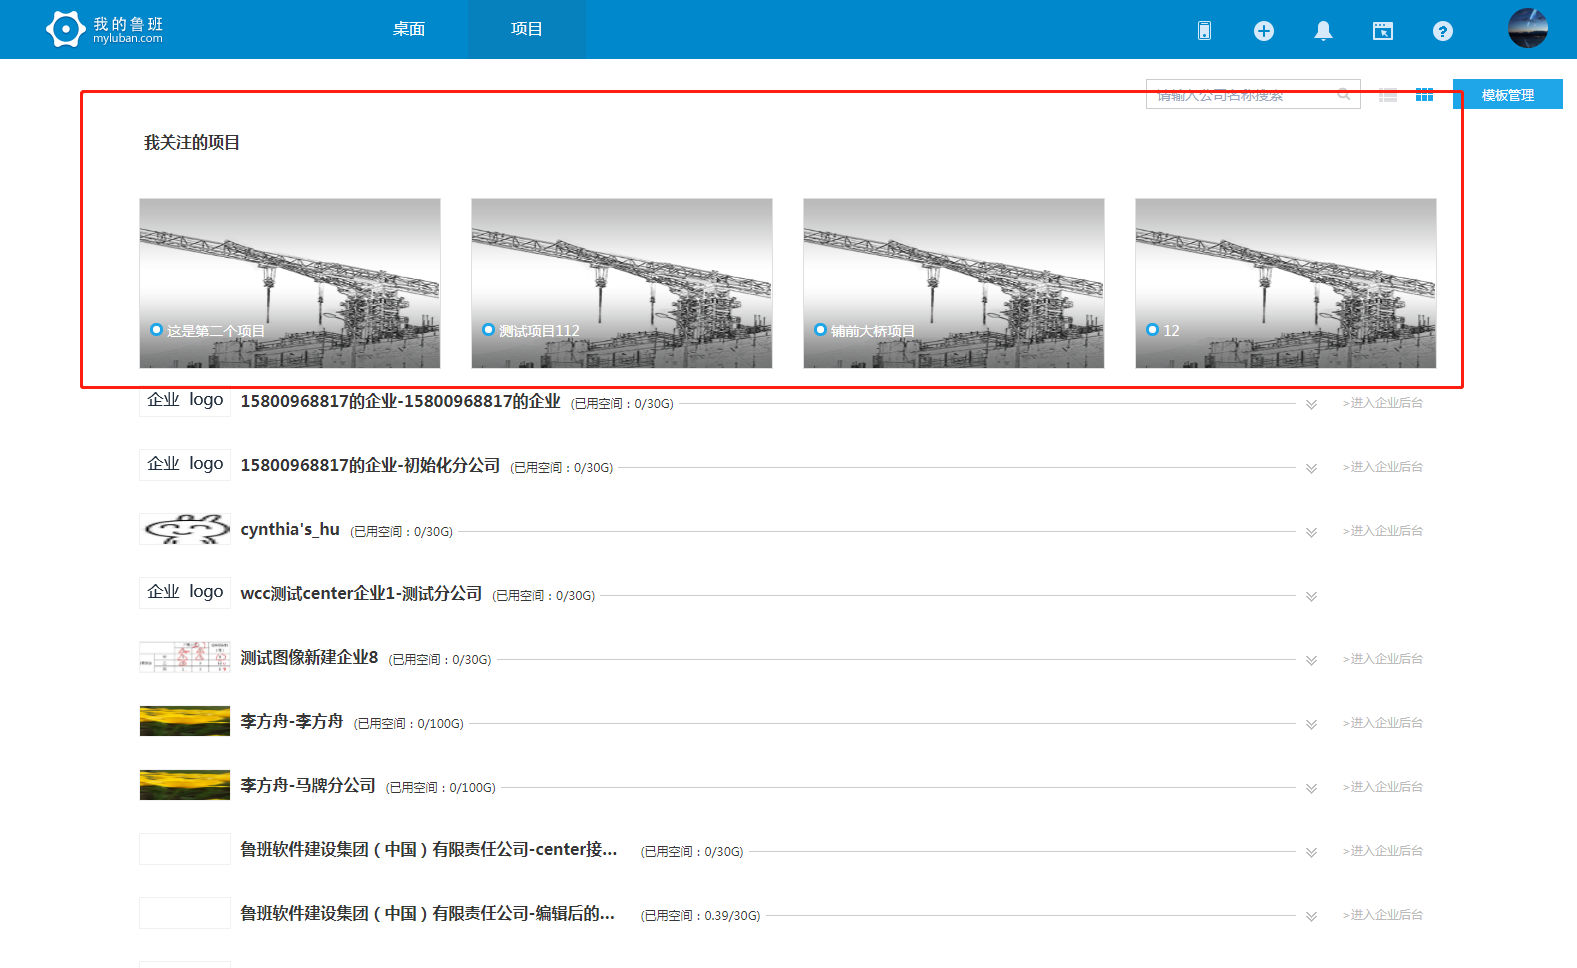 我的鲁班
myluban.com
桌面
项目
请输入公司名称搜索
模板管理
我关注的项目
这是第二个项目
测试项目112
铺前大桥项目
12
企业 logo 15800968817的企业-15800968817的企业 (已用空间：0/30G) >进入企业后台
企业 logo 15800968817的企业-初始化分公司 (已用空间：0/30G) >进入企业后台
cynthia's_hu (已用空间：0/30G) >进入企业后台
企业 logo wcc测试center企业1-测试分公司 (已用空间：0/30G)
测试图像新建企业8 (已用空间：0/30G) >进入企业后台
李方舟-李方舟 (已用空间：0/100G) >进入企业后台
李方舟-马牌分公司 (已用空间：0/100G) >进入企业后台
鲁班软件建设集团（中国）有限责任公司-center接... (已用空间：0/30G) >进入企业后台
鲁班软件建设集团（中国）有限责任公司-编辑后的... (已用空间：0.39/30G) >进入企业后台